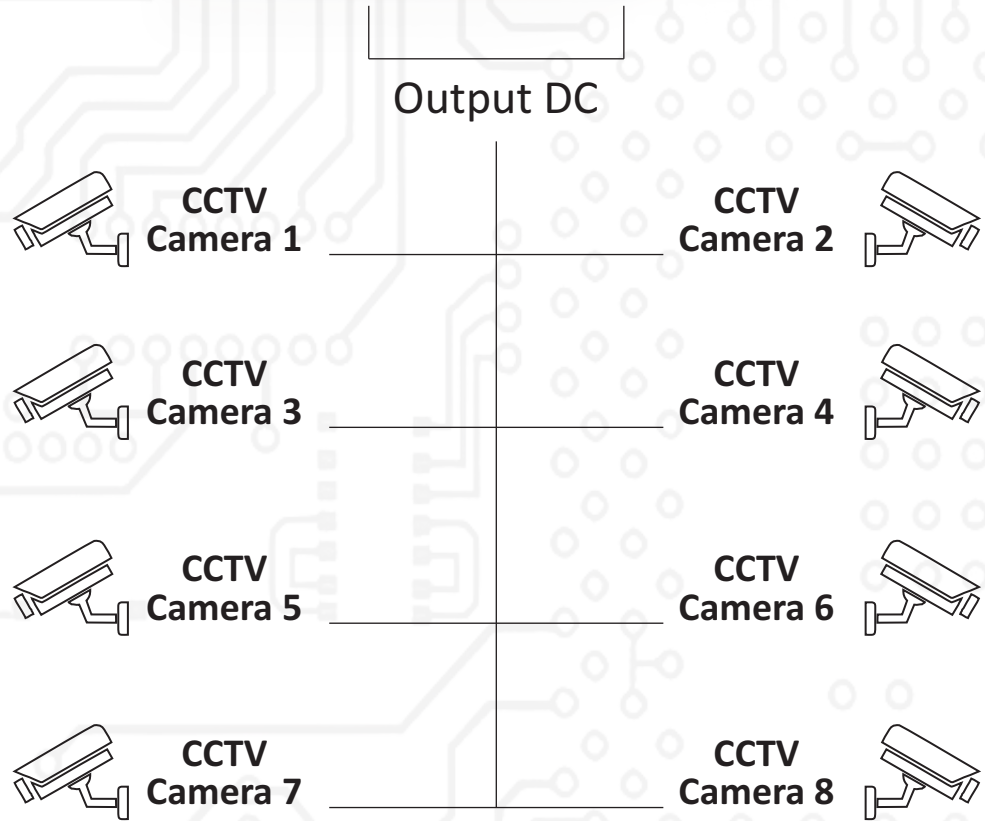 Output DC
CCTV
Camera 1
CCTV
Camera 2
CCTV
Camera 3
CCTV
Camera 4
CCTV
Camera 5
CCTV
Camera 6
CCTV
Camera 7
CCTV
Camera 8